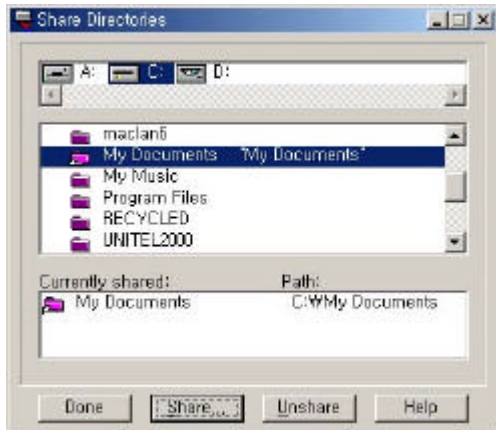 Share Directories
A: C: D:
maclan5
My Documents "My Documents"
My Music
Program Files
RECYCLED
UNITEL2000
Currently shared: Path:
My Documents C:₩My Documents
Done Share... Unshare Help